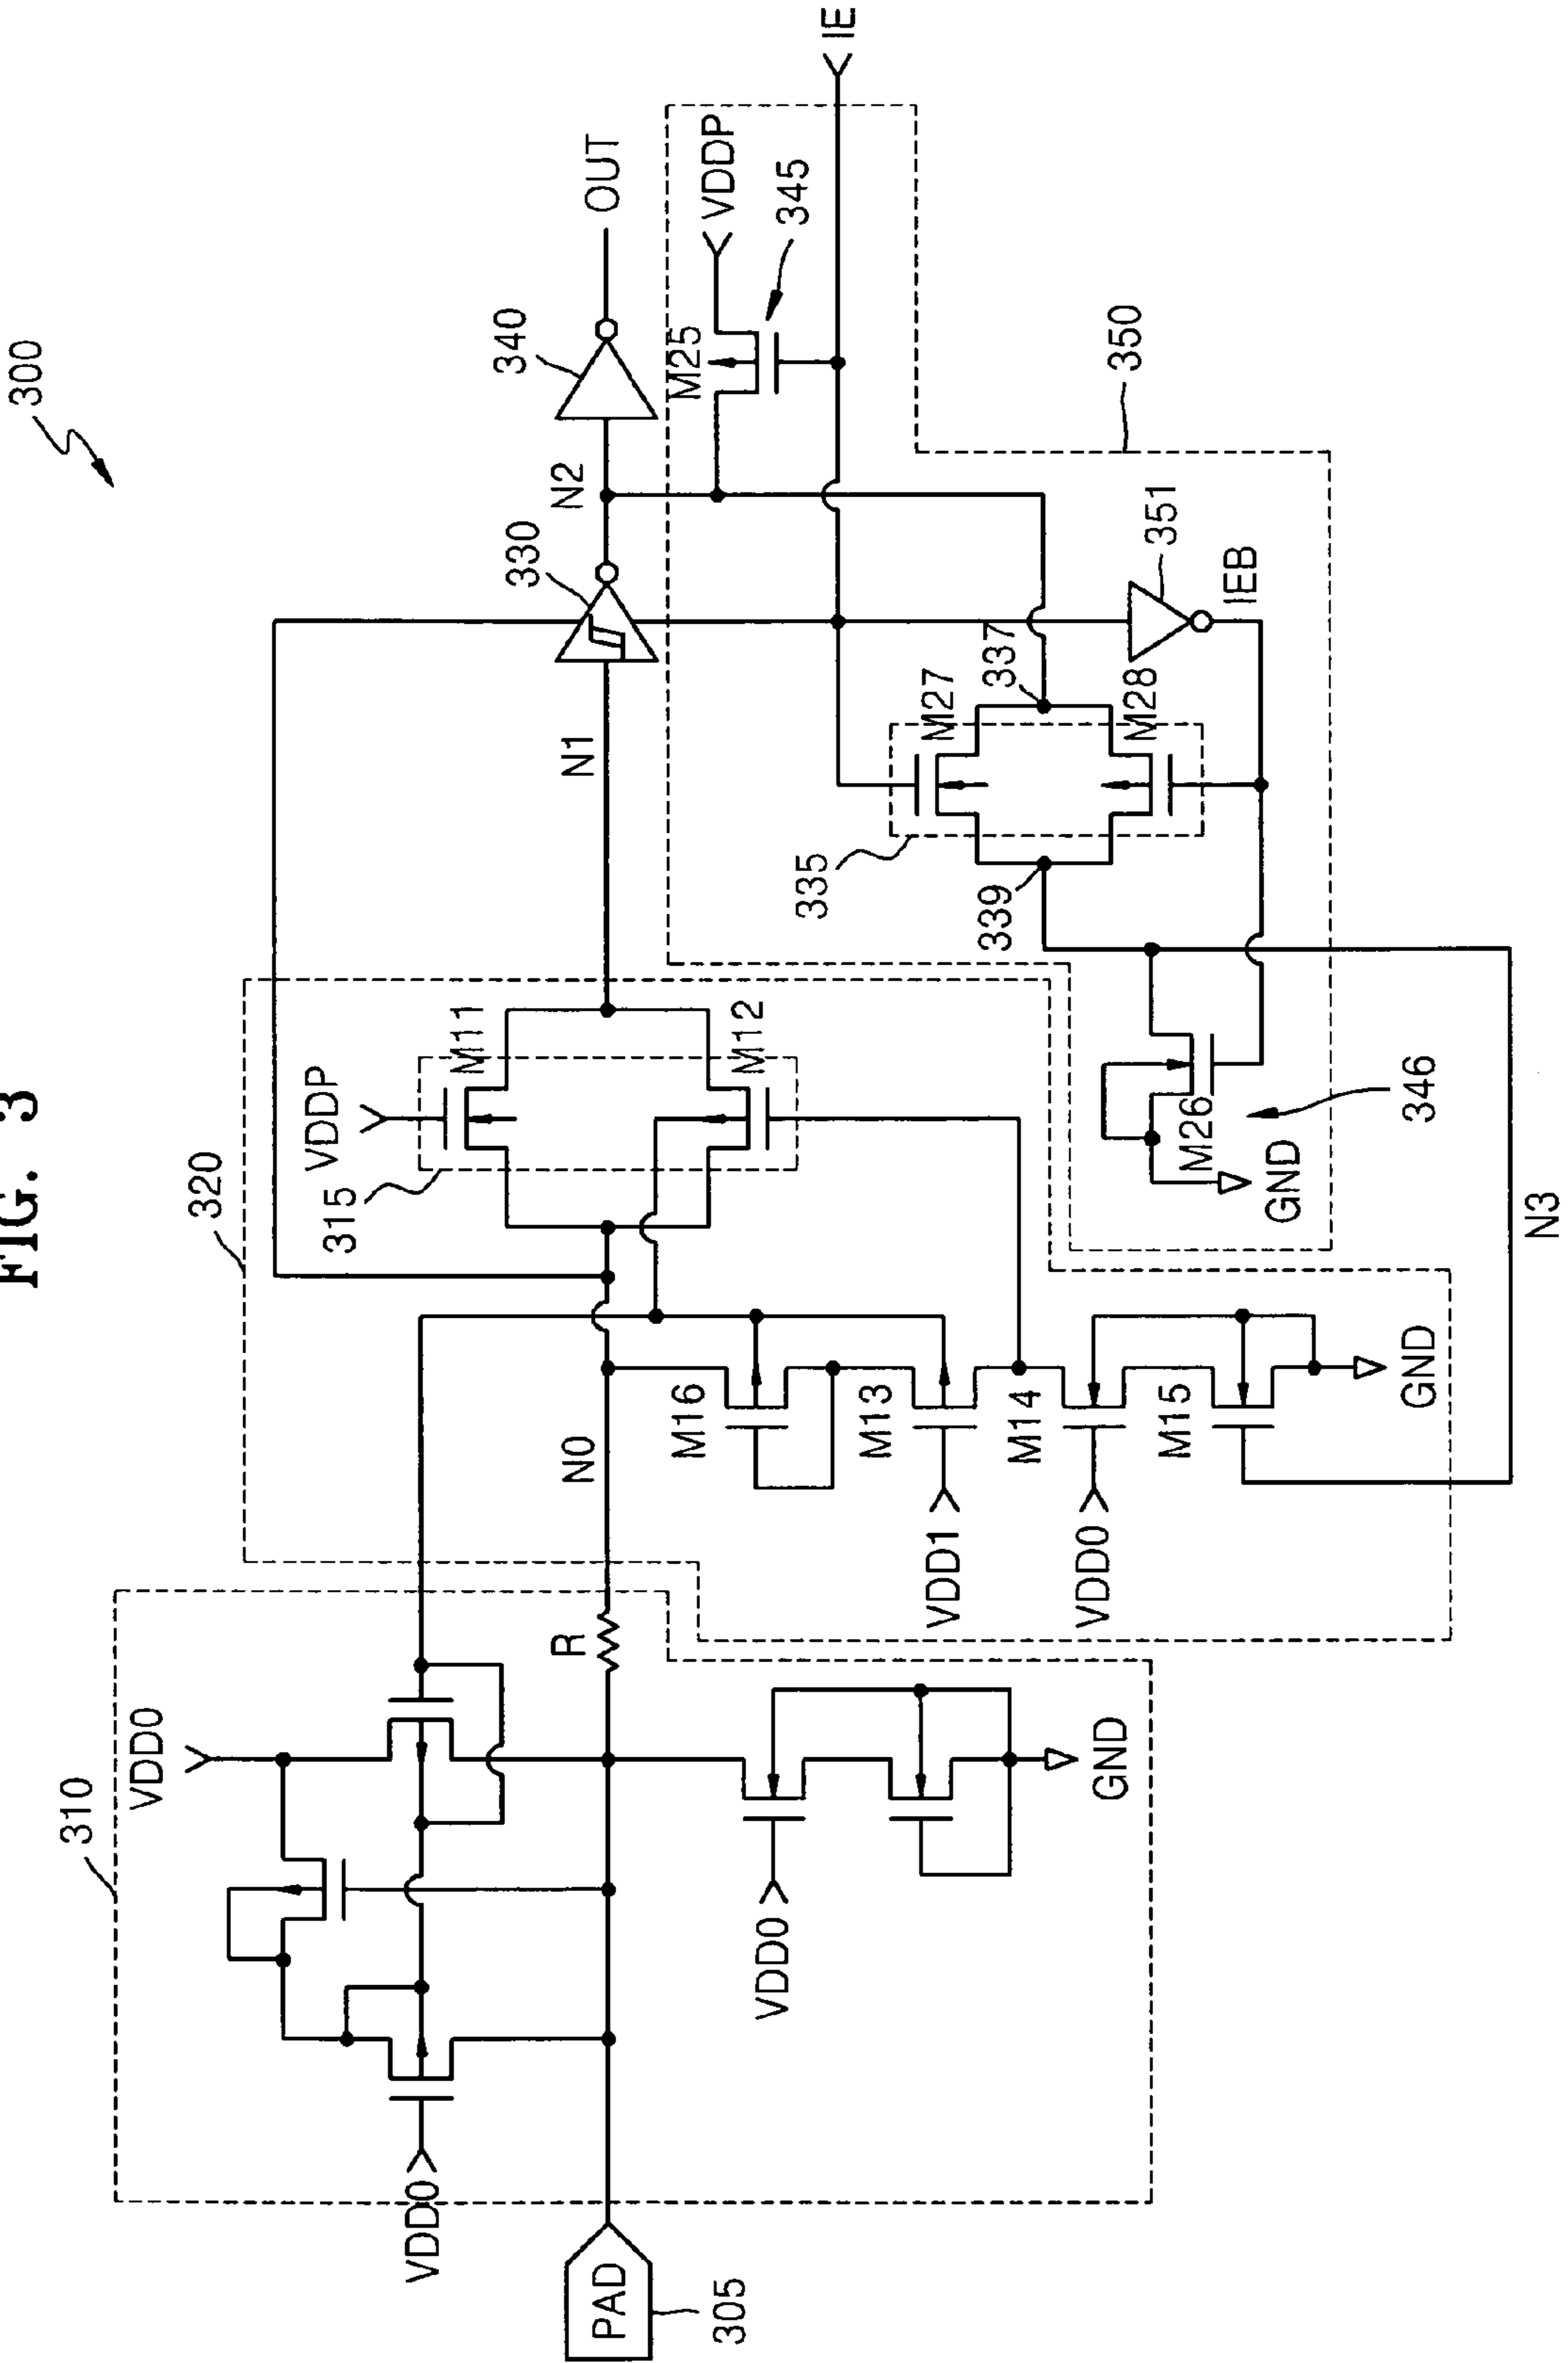 FIG. 3
300
310
VDD0
VDD0
PAD
305
R
VDD0
GND
320
N0
M16
M13
VDD1
M14
VDD0
M15
GND
VDDP
315
M11
M12
N1
330
N2
340
OUT
VDDP
M25
345
IE
350
351
IEB
337
M27
M28
335
339
M26
346
GND
N3